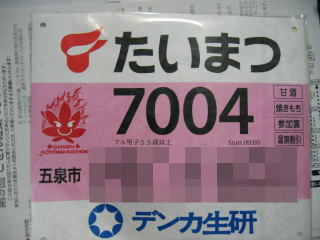 たいまつ
7004
甘酒
焼きもち
参加賞
温泉割引
GOSEN
フル男子55歳以上
Start 09:00
五泉市
デンカ生研